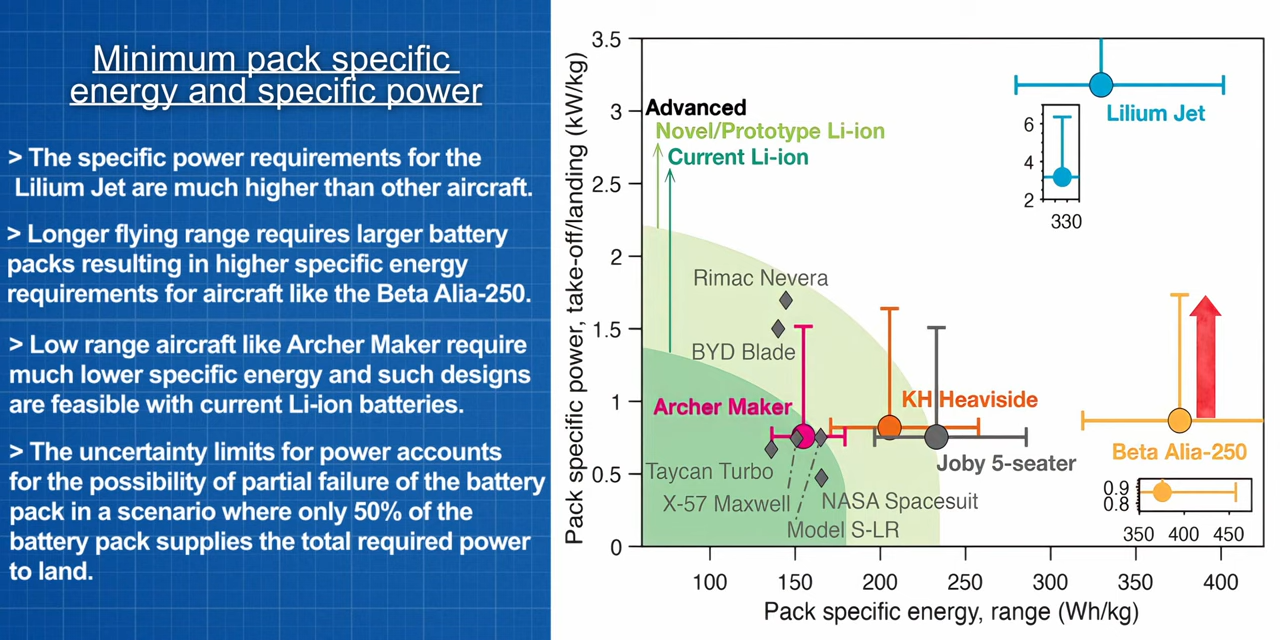 Minimum pack specific
energy and specific power
> The specific power requirements for the
Lilium Jet are much higher than other aircraft.
> Longer flying range requires larger battery
packs resulting in higher specific energy
requirements for aircraft like the Beta Alia-250.
> Low range aircraft like Archer Maker require
much lower specific energy and such designs
are feasible with current Li-ion batteries.
> The uncertainty limits for power accounts
for the possibility of partial failure of the battery
pack in a scenario where only 50% of the
battery pack supplies the total required power
to land.
Pack specific power, take-off/landing (kW/kg)
3.5
3
2.5
2
1.5
1
0.5
0
Advanced
Novel/Prototype Li-ion
Current Li-ion
Lilium Jet
6
4
2
330
Rimac Nevera
BYD Blade
Archer Maker
KH Heaviside
Taycan Turbo
Joby 5-seater
Beta Alia-250
X-57 Maxwell
NASA Spacesuit
Model S-LR
0.9
0.8
350 400 450
100 150 200 250 300 350 400
Pack specific energy, range (Wh/kg)